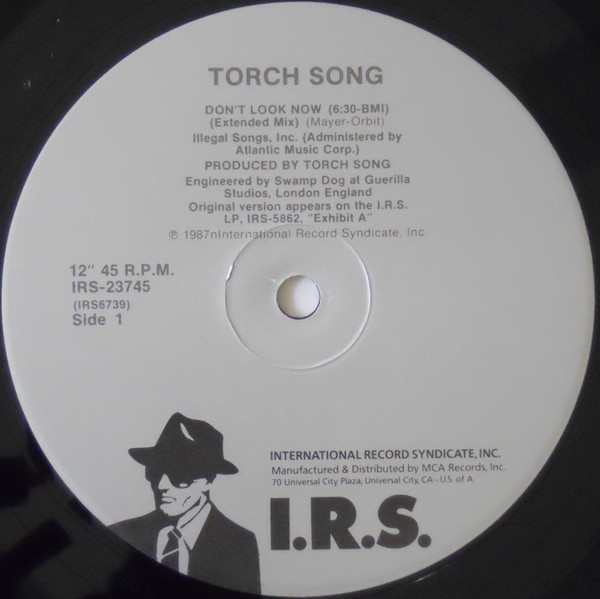 TORCH SONG
DON'T LOOK NOW (6:30-BMI)
(Extended Mix) (Mayer-Orbit)
Illegal Songs, Inc. (Administered by
Atlantic Music Corp.)
PRODUCED BY TORCH SONG
Engineered by Swamp Dog at Guerilla
Studios, London England
Original version appears on the I.R.S.
LP, IRS-5862, "Exhibit A"
℗ 1987nInternational Record Syndicate, Inc.
12" 45 R.P.M.
IRS-23745
(IRS6739)
Side 1
INTERNATIONAL RECORD SYNDICATE, INC.
Manufactured & Distributed by MCA Records, Inc.
70 Universal City Plaza, Universal City, CA-U.S. of A.
I.R.S.